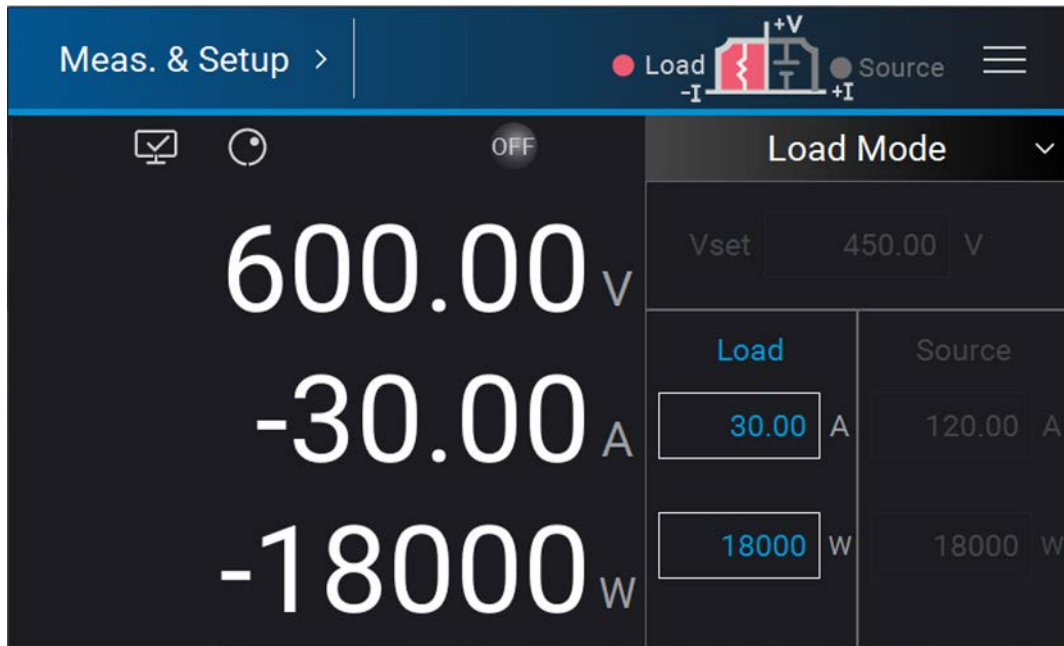 Meas. & Setup >
+V
Load
Source
-I
+I
OFF
Load Mode
600.00 V
Vset 450.00 V
-30.00 A
Load
Source
30.00 A
120.00 A
-18000 W
18000 W
18000 W